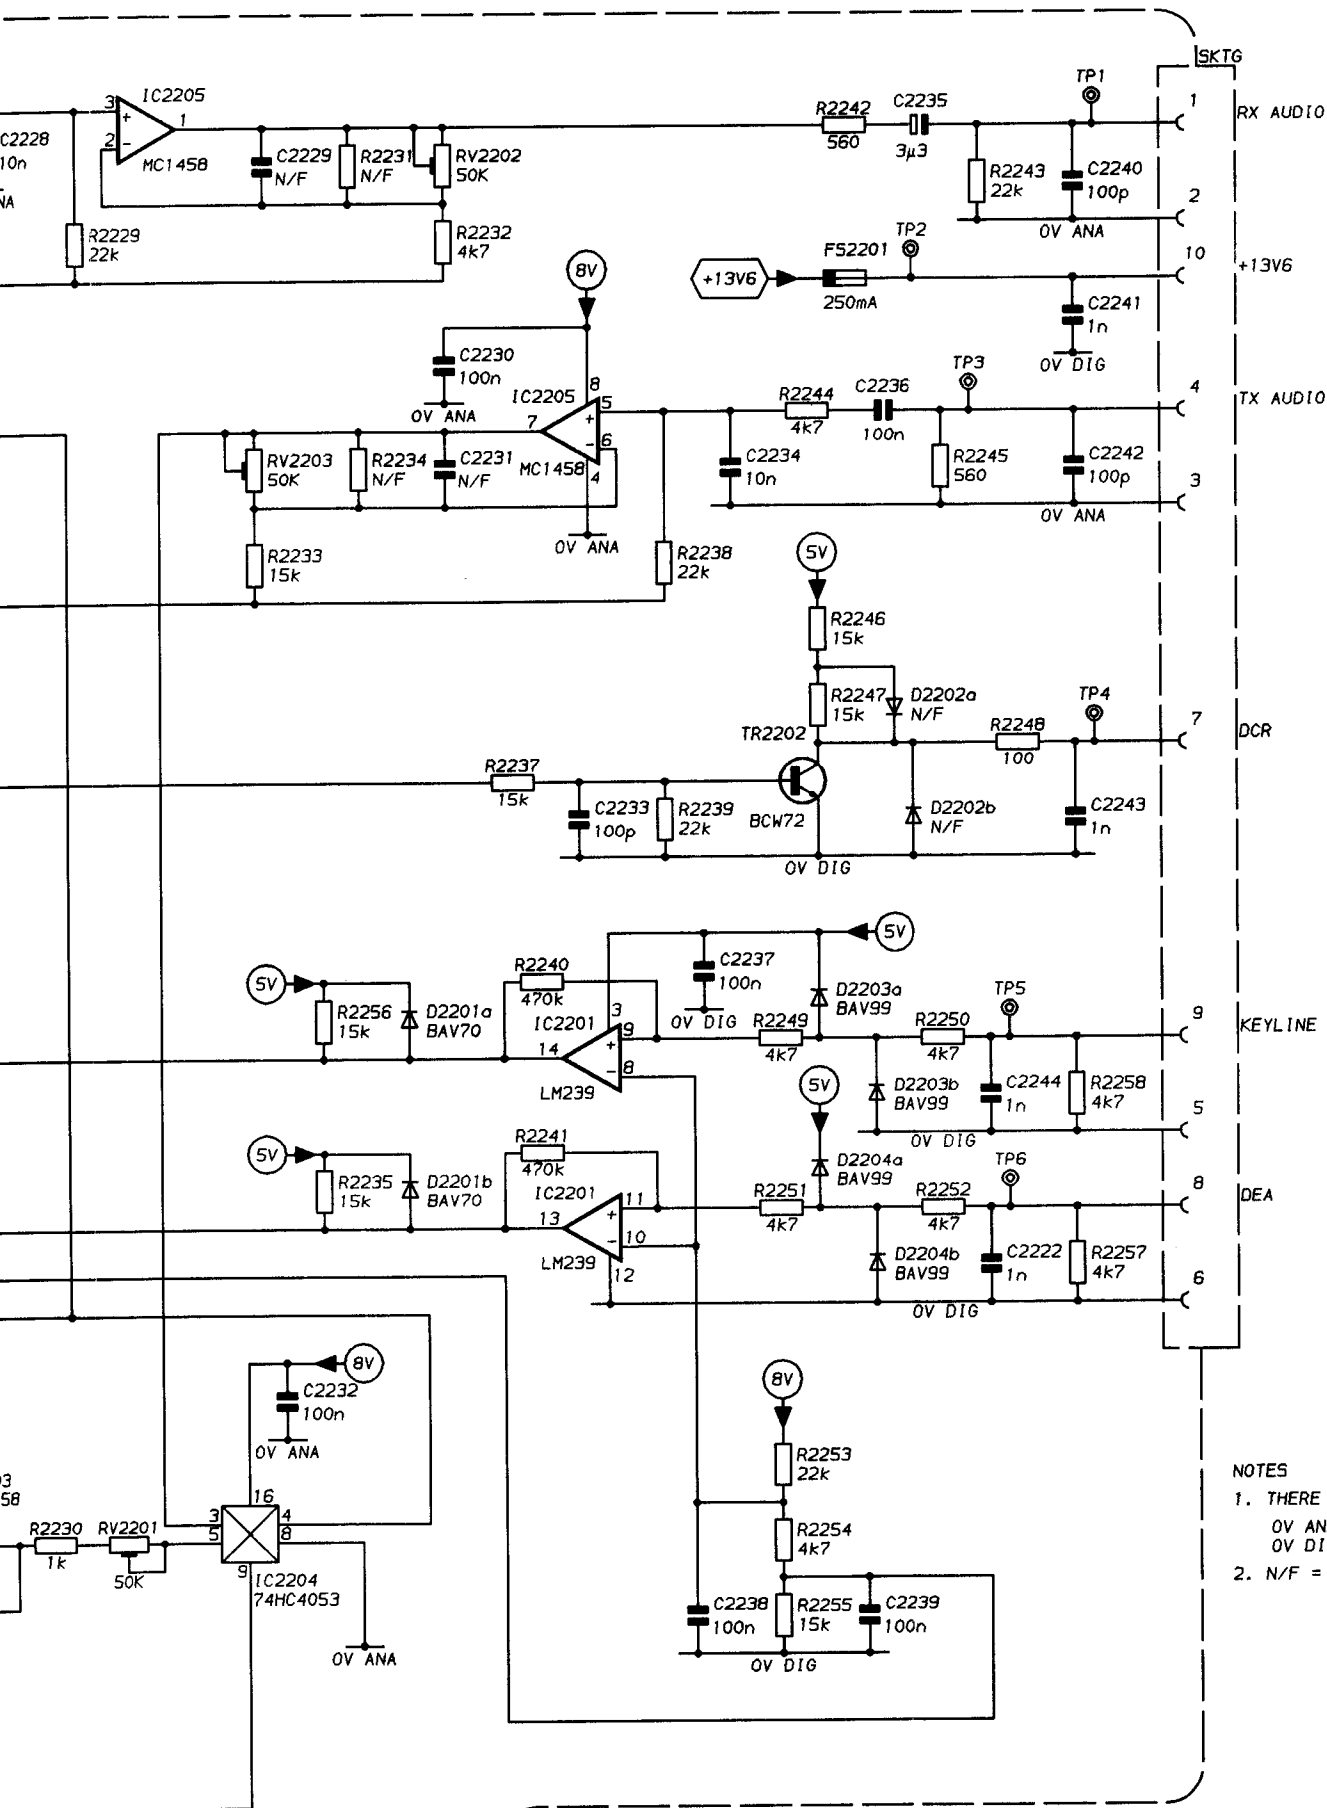 SKTG
IC2205
3
+
1
2
-
MC1458
C2228
10n
NA
C2229
N/F
R2231
N/F
RV2202
50K
R2229
22k
R2232
4k7
R2242
560
C2235
3µ3
TP1
1
RX AUDIO
R2243
22k
C2240
100p
2
0V ANA
+13V6
FS2201
250mA
TP2
10
+13V6
C2241
1n
0V DIG
8V
C2230
100n
0V ANA
IC2205
8
5
+
7
-
6
MC1458
4
0V ANA
RV2203
50K
R2234
N/F
C2231
N/F
R2233
15k
R2238
22k
R2244
4k7
C2236
100n
TP3
4
TX AUDIO
C2234
10n
R2245
560
C2242
100p
3
0V ANA
5V
R2246
15k
R2247
15k
D2202a
N/F
TR2202
BCW72
R2237
15k
C2233
100p
R2239
22k
D2202b
N/F
R2248
100
TP4
7
DCR
C2243
1n
0V DIG
5V
C2237
100n
0V DIG
5V
R2256
15k
D2201a
BAV70
R2240
470k
IC2201
3
9
+
14
-
8
LM239
R2249
4k7
D2203a
BAV99
R2250
4k7
TP5
9
KEYLINE
D2203b
BAV99
C2244
1n
R2258
4k7
5
0V DIG
5V
5V
R2235
15k
D2201b
BAV70
R2241
470k
IC2201
11
+
13
-
10
LM239
12
R2251
4k7
D2204a
BAV99
R2252
4k7
TP6
8
DEA
D2204b
BAV99
C2222
1n
R2257
4k7
6
0V DIG
8V
C2232
100n
0V ANA
58
R2230
1k
RV2201
50K
16
3
4
5
8
9
IC2204
74HC4053
0V ANA
8V
R2253
22k
R2254
4k7
C2238
100n
R2255
15k
C2239
100n
0V DIG
NOTES
1. THERE
0V AN
0V DI
2. N/F =